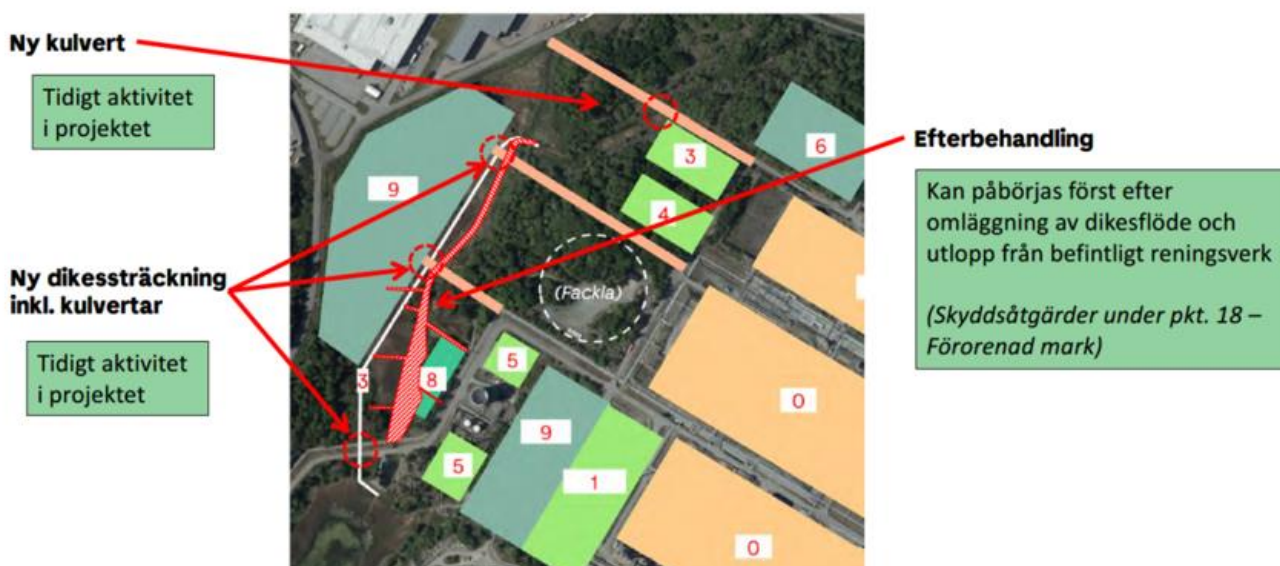 Ny kulvert
Tidigt aktivitet
i projektet
Ny dikessträckning
inkl. kulvertar
Tidigt aktivitet
i projektet
9
3
8
5
5
9
1
(Fackla)
3
4
6
0
0
Efterbehandling
Kan påbörjas först efter
omläggning av dikesflöde och
utlopp från befintligt reningsverk
(Skyddsåtgärder under pkt. 18 –
Förorenad mark)